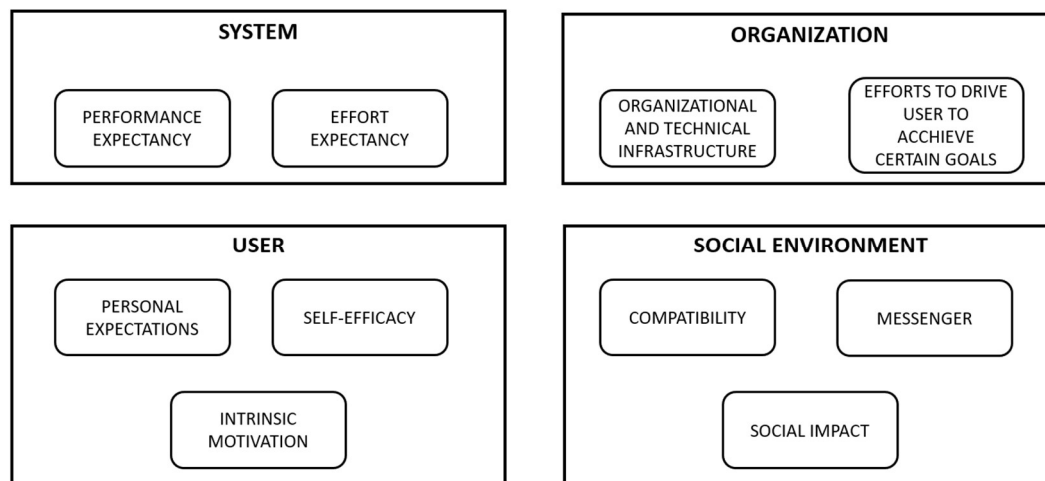 SYSTEM
PERFORMANCE
EXPECTANCY
EFFORT
EXPECTANCY
ORGANIZATION
ORGANIZATIONAL
AND TECHNICAL
INFRASTRUCTURE
EFFORTS TO DRIVE
USER TO
ACCHIEVE
CERTAIN GOALS
USER
PERSONAL
EXPECTATIONS
SELF-EFFICACY
INTRINSIC
MOTIVATION
SOCIAL ENVIRONMENT
COMPATIBILITY
MESSENGER
SOCIAL IMPACT